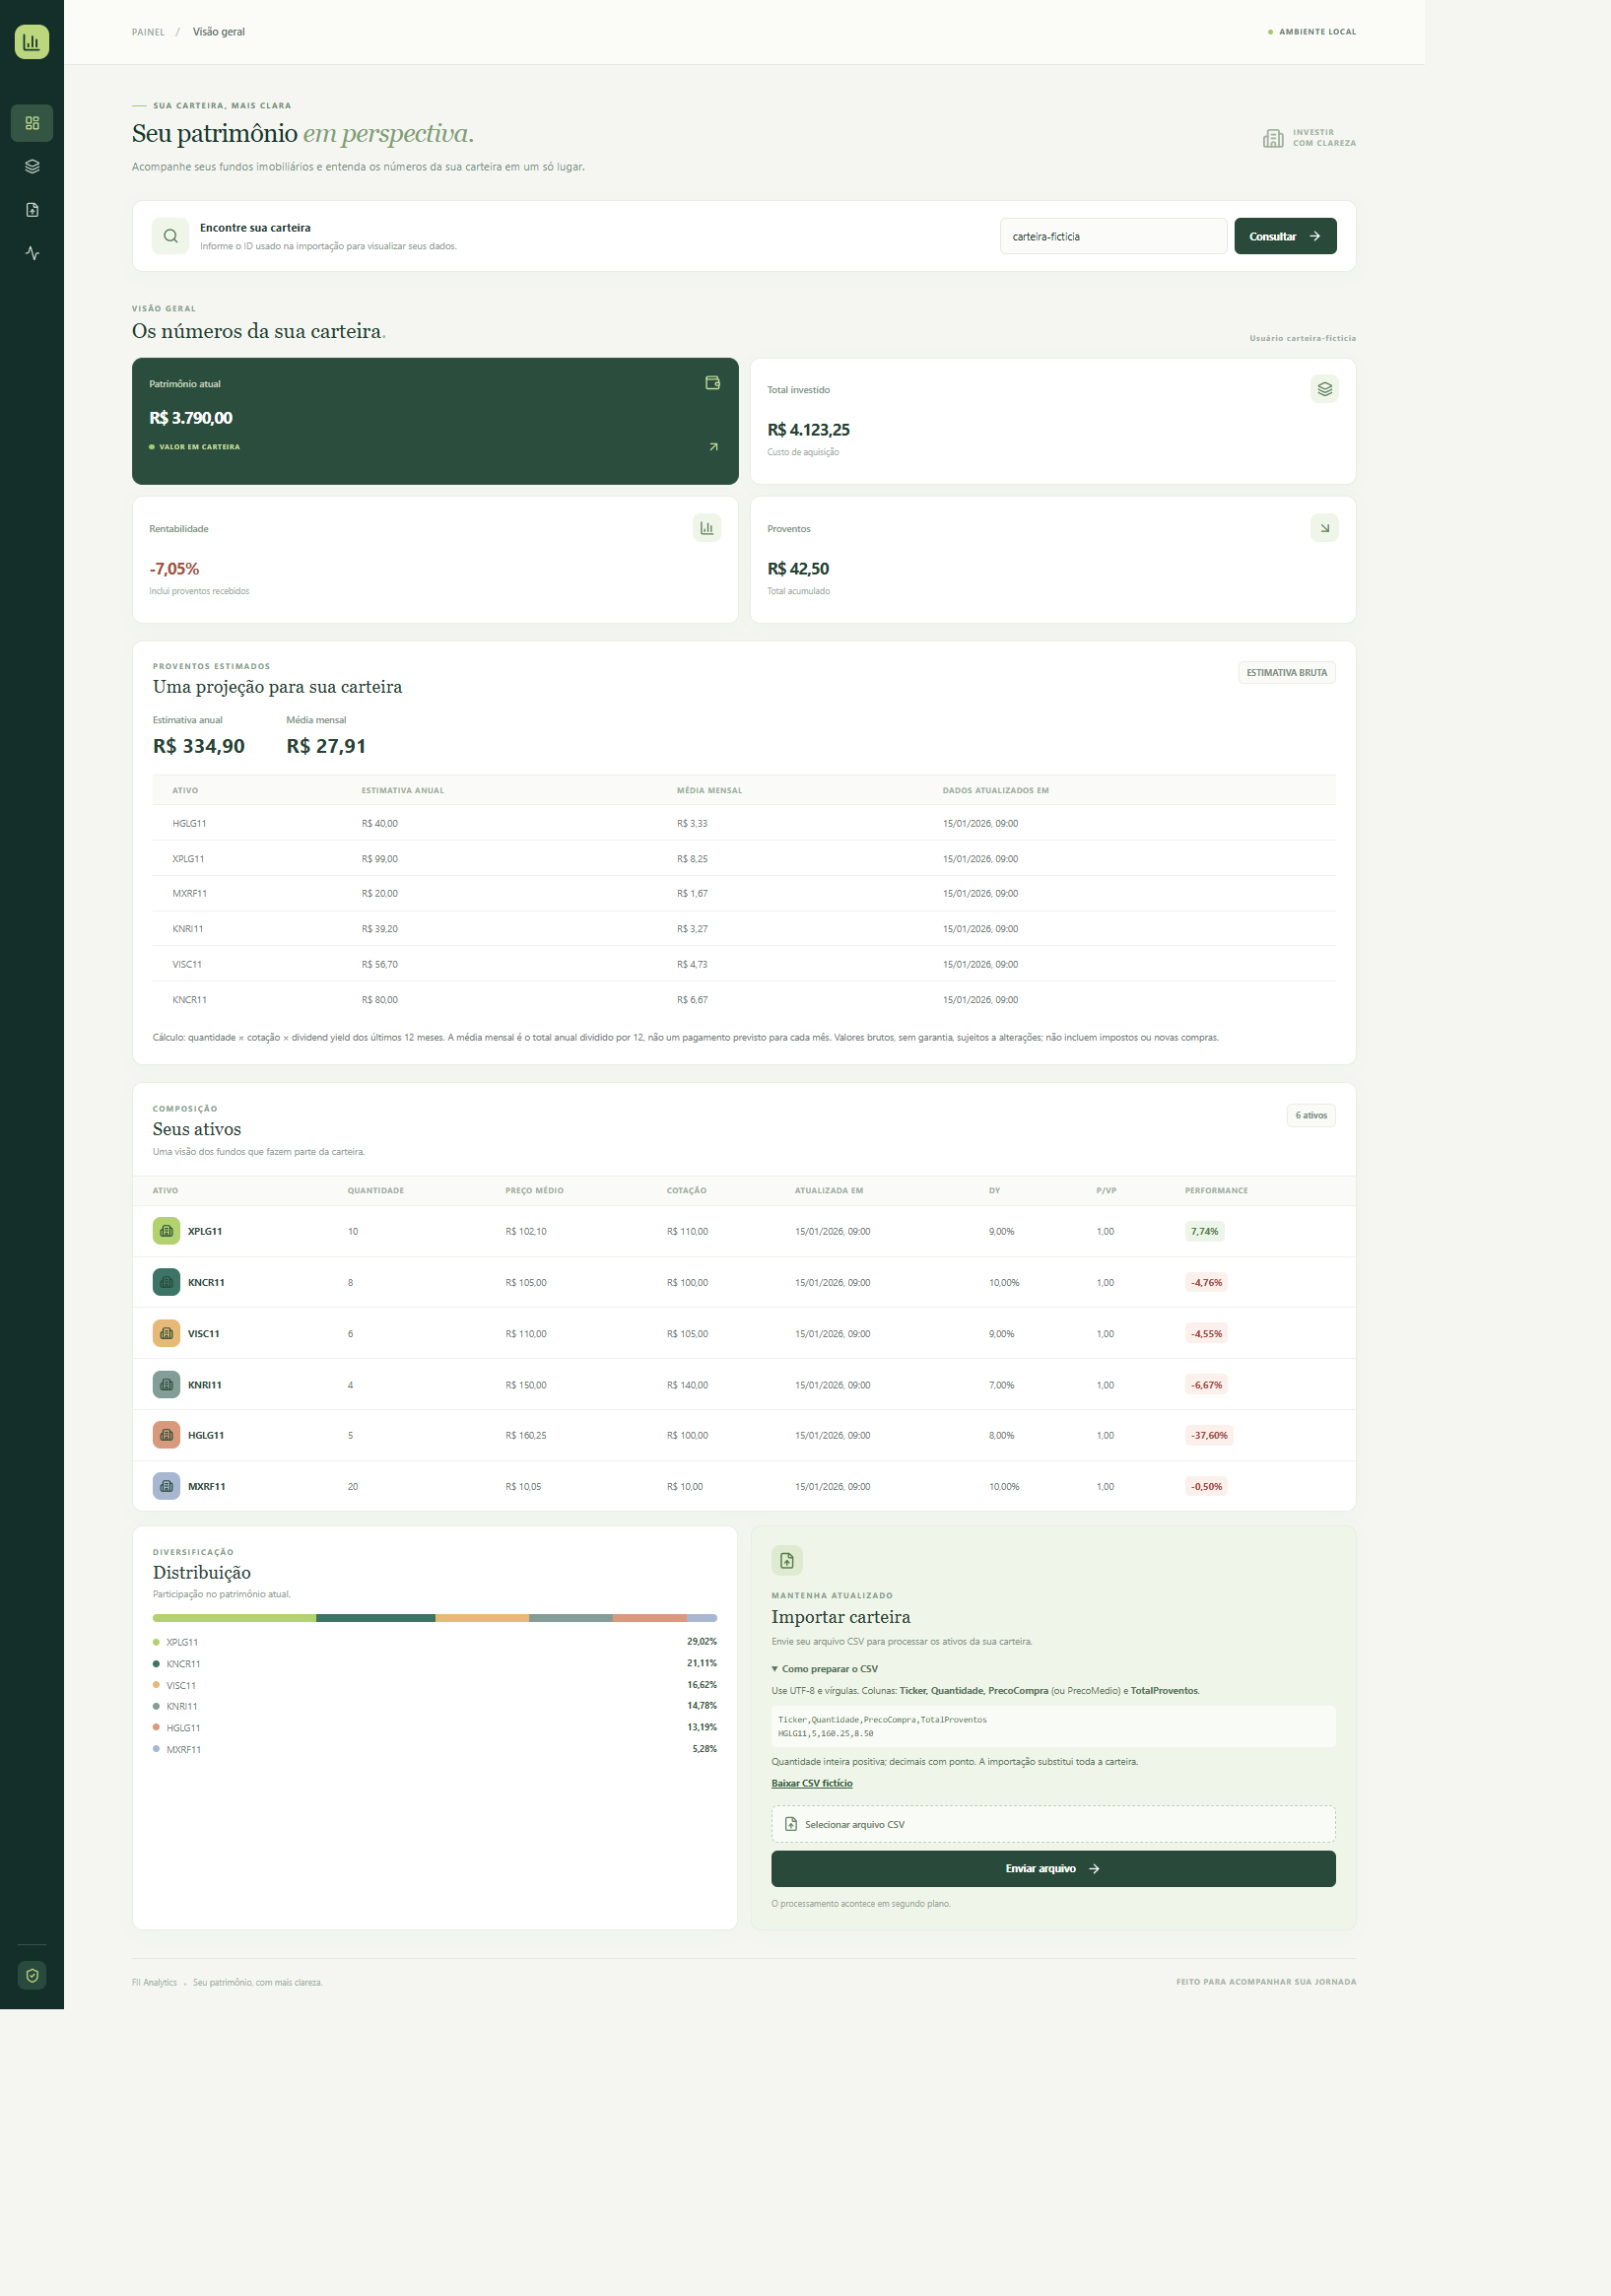 PAINEL / Visão geral
AMBIENTE LOCAL
SUA CARTEIRA, MAIS CLARA
Seu patrimônio em perspectiva.
Acompanhe seus fundos imobiliários e entenda os números da sua carteira em um só lugar.
INVESTIR
COM CLAREZA
Encontre sua carteira
Informe o ID usado na importação para visualizar seus dados.
carteira-ficticia
Consultar
VISÃO GERAL
Os números da sua carteira.
Usuário carteira-ficticia
Patrimônio atual
R$ 3.790,00
VALOR EM CARTEIRA
Total investido
R$ 4.123,25
Custo de aquisição
Rentabilidade
-7,05%
Inclui proventos recebidos
Proventos
R$ 42,50
Total acumulado
PROVENTOS ESTIMADOS
Uma projeção para sua carteira
ESTIMATIVA BRUTA
Estimativa anual Média mensal
R$ 334,90 R$ 27,91
ATIVO ESTIMATIVA ANUAL MÉDIA MENSAL DADOS ATUALIZADOS EM
HGLG11 R$ 40,00 R$ 3,33 15/01/2026, 09:00
XPLG11 R$ 99,00 R$ 8,25 15/01/2026, 09:00
MXRF11 R$ 20,00 R$ 1,67 15/01/2026, 09:00
KNRI11 R$ 39,20 R$ 3,27 15/01/2026, 09:00
VISC11 R$ 56,70 R$ 4,73 15/01/2026, 09:00
KNCR11 R$ 80,00 R$ 6,67 15/01/2026, 09:00
Cálculo: quantidade × cotação × dividend yield dos últimos 12 meses. A média mensal é o total anual dividido por 12, não um pagamento previsto para cada mês. Valores brutos, sem garantia, sujeitos a alterações; não incluem impostos ou novas compras.
COMPOSIÇÃO
Seus ativos
Uma visão dos fundos que fazem parte da carteira.
6 ativos
ATIVO QUANTIDADE PREÇO MÉDIO COTAÇÃO ATUALIZADA EM DY P/VP PERFORMANCE
XPLG11 10 R$ 102,10 R$ 110,00 15/01/2026, 09:00 9,00% 1,00 7,74%
KNCR11 8 R$ 105,00 R$ 100,00 15/01/2026, 09:00 10,00% 1,00 -4,76%
VISC11 6 R$ 110,00 R$ 105,00 15/01/2026, 09:00 9,00% 1,00 -4,55%
KNRI11 4 R$ 150,00 R$ 140,00 15/01/2026, 09:00 7,00% 1,00 -6,67%
HGLG11 5 R$ 160,25 R$ 100,00 15/01/2026, 09:00 8,00% 1,00 -37,60%
MXRF11 20 R$ 10,05 R$ 10,00 15/01/2026, 09:00 10,00% 1,00 -0,50%
DIVERSIFICAÇÃO
Distribuição
Participação no patrimônio atual.
XPLG11 29,02%
KNCR11 21,11%
VISC11 16,62%
KNRI11 14,78%
HGLG11 13,19%
MXRF11 5,28%
MANTENHA ATUALIZADO
Importar carteira
Envie seu arquivo CSV para processar os ativos da sua carteira.
Como preparar o CSV
Use UTF-8 e vírgulas. Colunas: Ticker, Quantidade, PrecoCompra (ou PrecoMedio) e TotalProventos.
Ticker,Quantidade,PrecoCompra,TotalProventos
HGLG11,5,160.25,8.50
Quantidade inteira positiva; decimais com ponto. A importação substitui toda a carteira.
Baixar CSV fictício
Selecionar arquivo CSV
Enviar arquivo
O processamento acontece em segundo plano.
FII Analytics • Seu patrimônio, com mais clareza.
FEITO PARA ACOMPANHAR SUA JORNADA